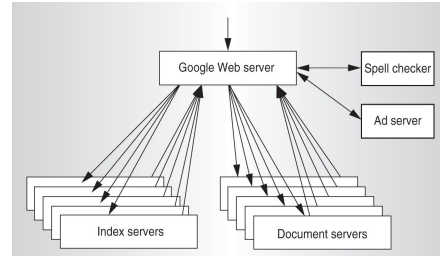 Google Web server
Spell checker
Ad server
Index servers
Document servers